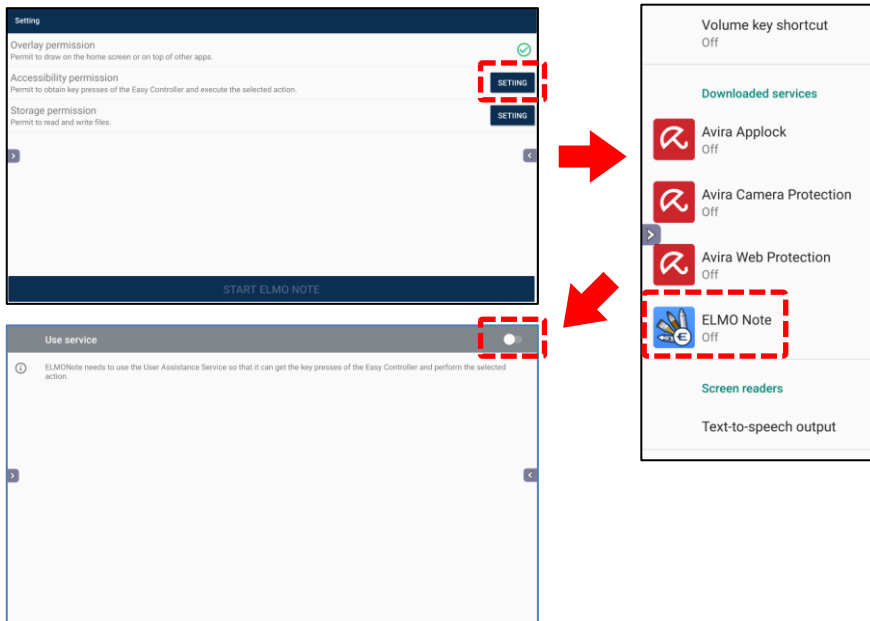 Setting
Overlay permission
Permit to draw on the home screen or on top of other apps.
Accessibility permission
Permit to obtain key presses of the Easy Controller and execute the selected action.
SETIING
Storage permission
Permit to read and write files.
SETIING
START ELMO NOTE
Volume key shortcut
Off
Downloaded services
Avira Applock
Off
Avira Camera Protection
Off
Avira Web Protection
Off
ELMO Note
Off
Screen readers
Text-to-speech output
Use service
ELMONote needs to use the User Assistance Service so that it can get the key presses of the Easy Controller and perform the selected
action.